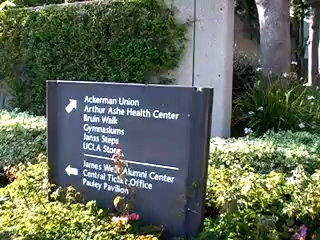 Ackerman Union
Arthur Ashe Health Center
Bruin Walk
Gymnasiums
Janss Steps
UCLA Store
James West Alumni Center
Central Ticket Office
Pauley Pavilion